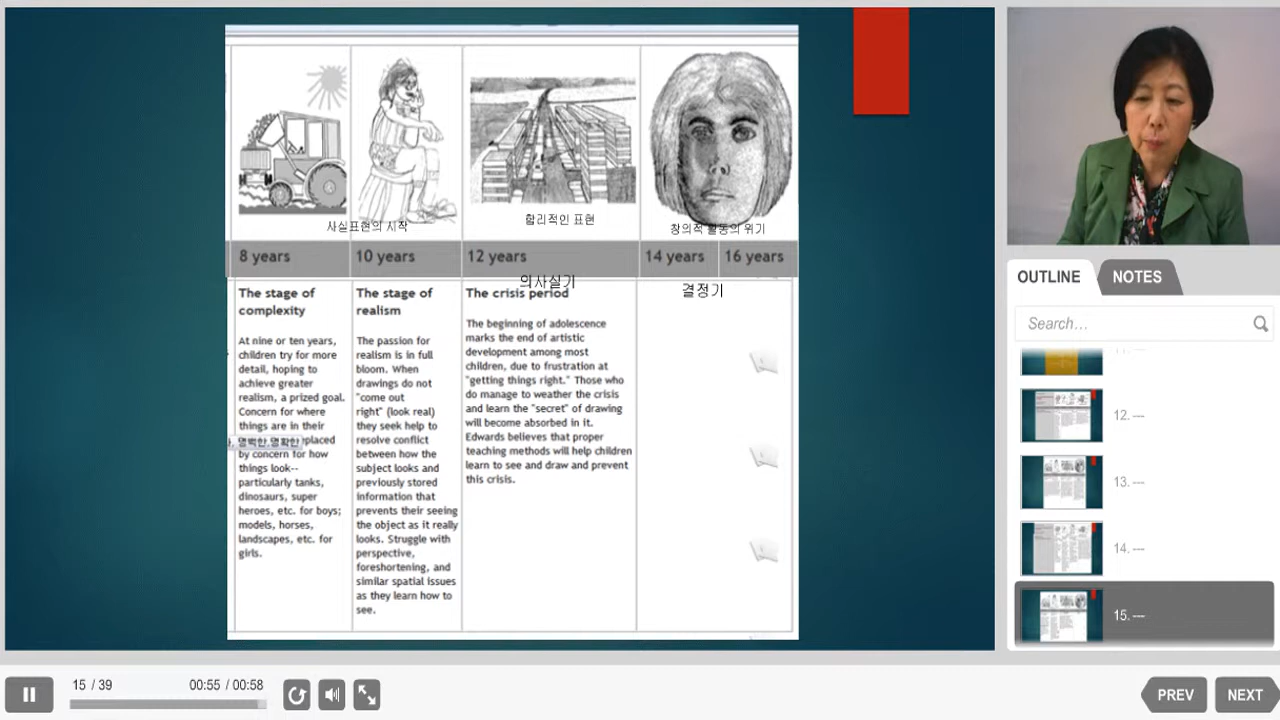 사실표현의 시작
합리적인 표현
창의적 활동의 위기
8 years
10 years
12 years
14 years
16 years
의사실기
결정기
The stage of
complexity
At nine or ten years,
children try for more
detail, hoping to
achieve greater
realism, a prized goal.
Concern for where
things are in their
placed
명백한.명확한
by concern for how
things look--
particularly tanks,
dinosaurs, super
heroes, etc. for boys;
models, horses,
landscapes, etc. for
girls.
The stage of
realism
The passion for
realism is in full
bloom. When
drawings do not
"come out
right" (look real)
they seek help to
resolve conflict
between how the
subject looks and
previously stored
information that
prevents their seeing
the object as it really
looks. Struggle with
perspective,
foreshortening, and
similar spatial issues
as they learn how to
see.
The crisis period
The beginning of adolescence
marks the end of artistic
development among most
children, due to frustration at
"getting things right." Those who
do manage to weather the crisis
and learn the "secret" of drawing
will become absorbed in it.
Edwards believes that proper
teaching methods will help children
learn to see and draw and prevent
this crisis.
OUTLINE
NOTES
Search...
12. ---
13. ---
14. ---
15. ---
15 / 39
00:55 / 00:58
PREV
NEXT